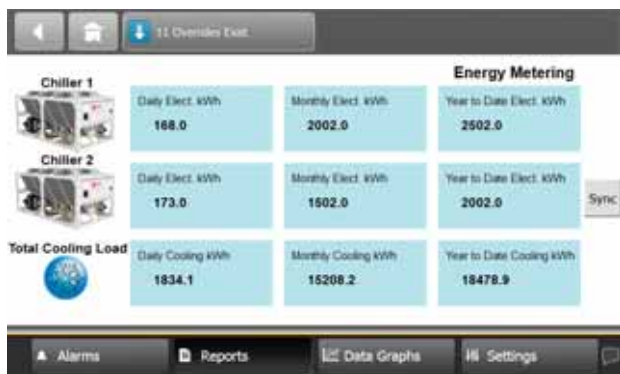 11 Overrides Exist
Energy Metering
Chiller 1
Daily Elect. kWh
168.0
Monthly Elect. kWh
2002.0
Year to Date Elect. kWh
2502.0
Chiller 2
Daily Elect. kWh
173.0
Monthly Elect. kWh
1502.0
Year to Date Elect. kWh
2002.0
Sync
Total Cooling Load
Daily Cooling kWh
1834.1
Monthly Cooling kWh
15208.2
Year to Date Cooling kWh
18478.9
Alarms
Reports
Data Graphs
Settings